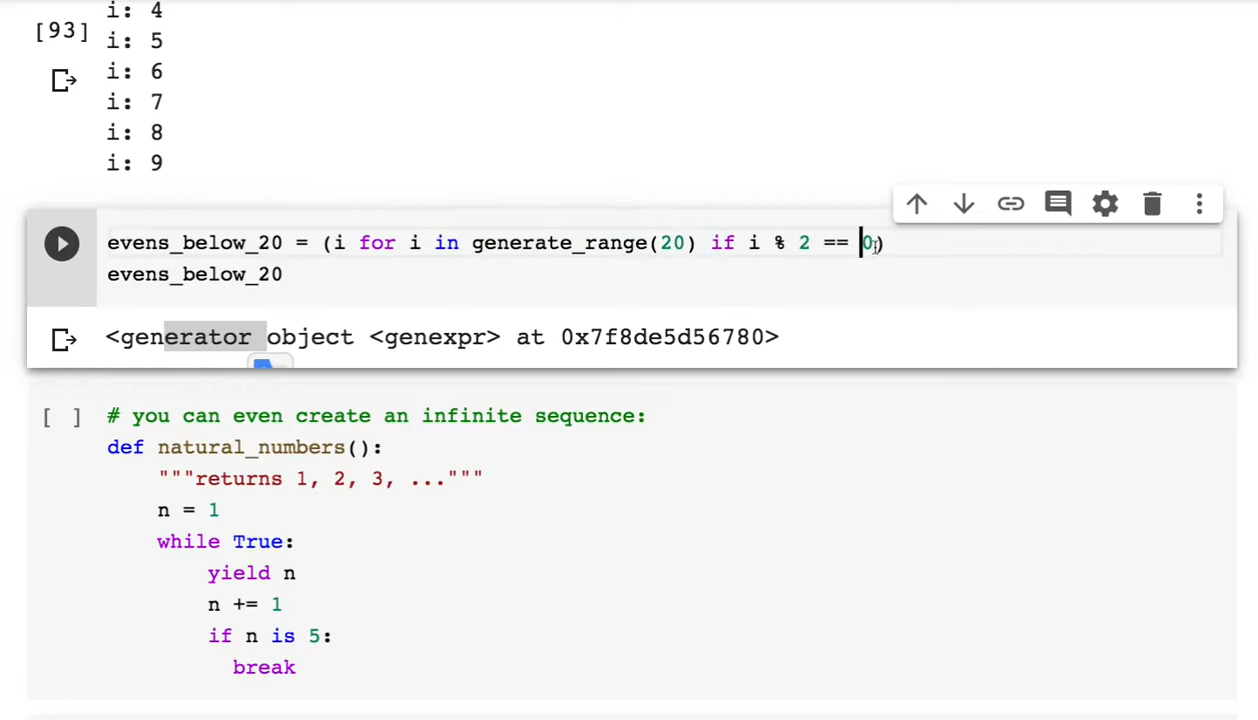 i: 4
[93]
i: 5
i: 6
i: 7
i: 8
i: 9
evens_below_20 = (i for i in generate_range(20) if i % 2 == 0)
evens_below_20
<generator object <genexpr> at 0x7f8de5d56780>
[ ]
# you can even create an infinite sequence:
def natural_numbers():
"""returns 1, 2, 3, ..."""
n = 1
while True:
yield n
n += 1
if n is 5:
break